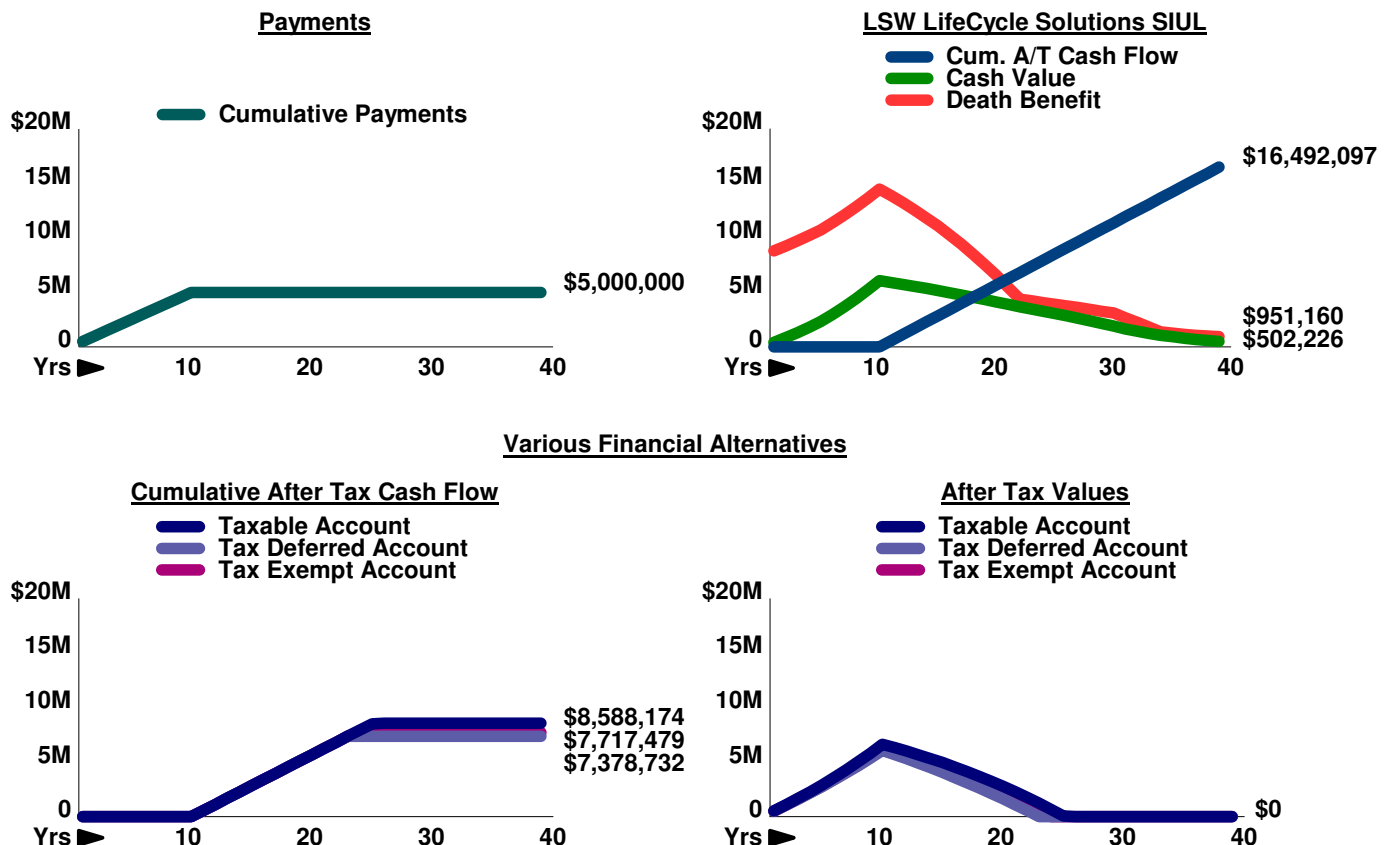 Payments
Cumulative Payments
$20M
15M
10M
5M
0
$5,000,000
Yrs
10
20
30
40
LSW LifeCycle Solutions SIUL
Cum. A/T Cash Flow
Cash Value
Death Benefit
$20M
15M
10M
5M
0
$16,492,097
$951,160
$502,226
Yrs
10
20
30
40
Various Financial Alternatives
Cumulative After Tax Cash Flow
Taxable Account
Tax Deferred Account
Tax Exempt Account
$20M
15M
10M
5M
0
$8,588,174
$7,717,479
$7,378,732
Yrs
10
20
30
40
After Tax Values
Taxable Account
Tax Deferred Account
Tax Exempt Account
$20M
15M
10M
5M
0
$0
Yrs
10
20
30
40